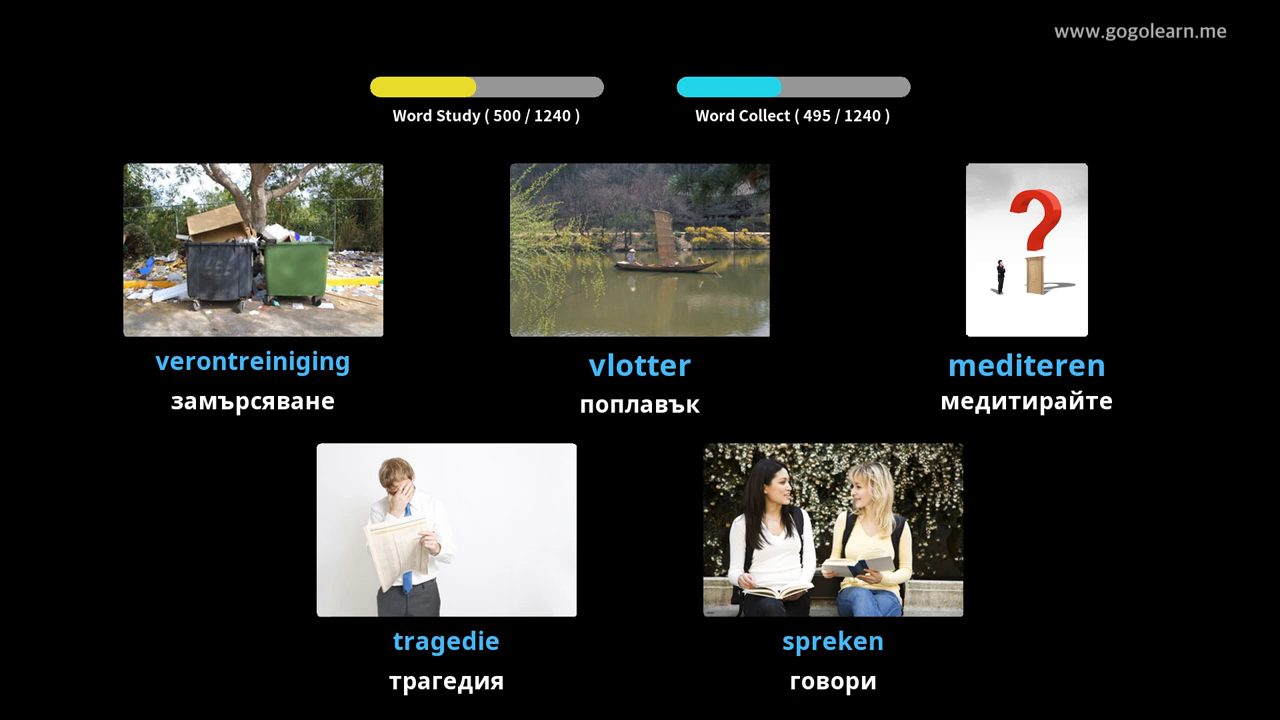 www.gogolearn.me
Word Study ( 500 / 1240 )
Word Collect ( 495 / 1240 )
verontreiniging
замърсяване
vlotter
поплавък
mediteren
медитирайте
tragedie
трагедия
spreken
говори